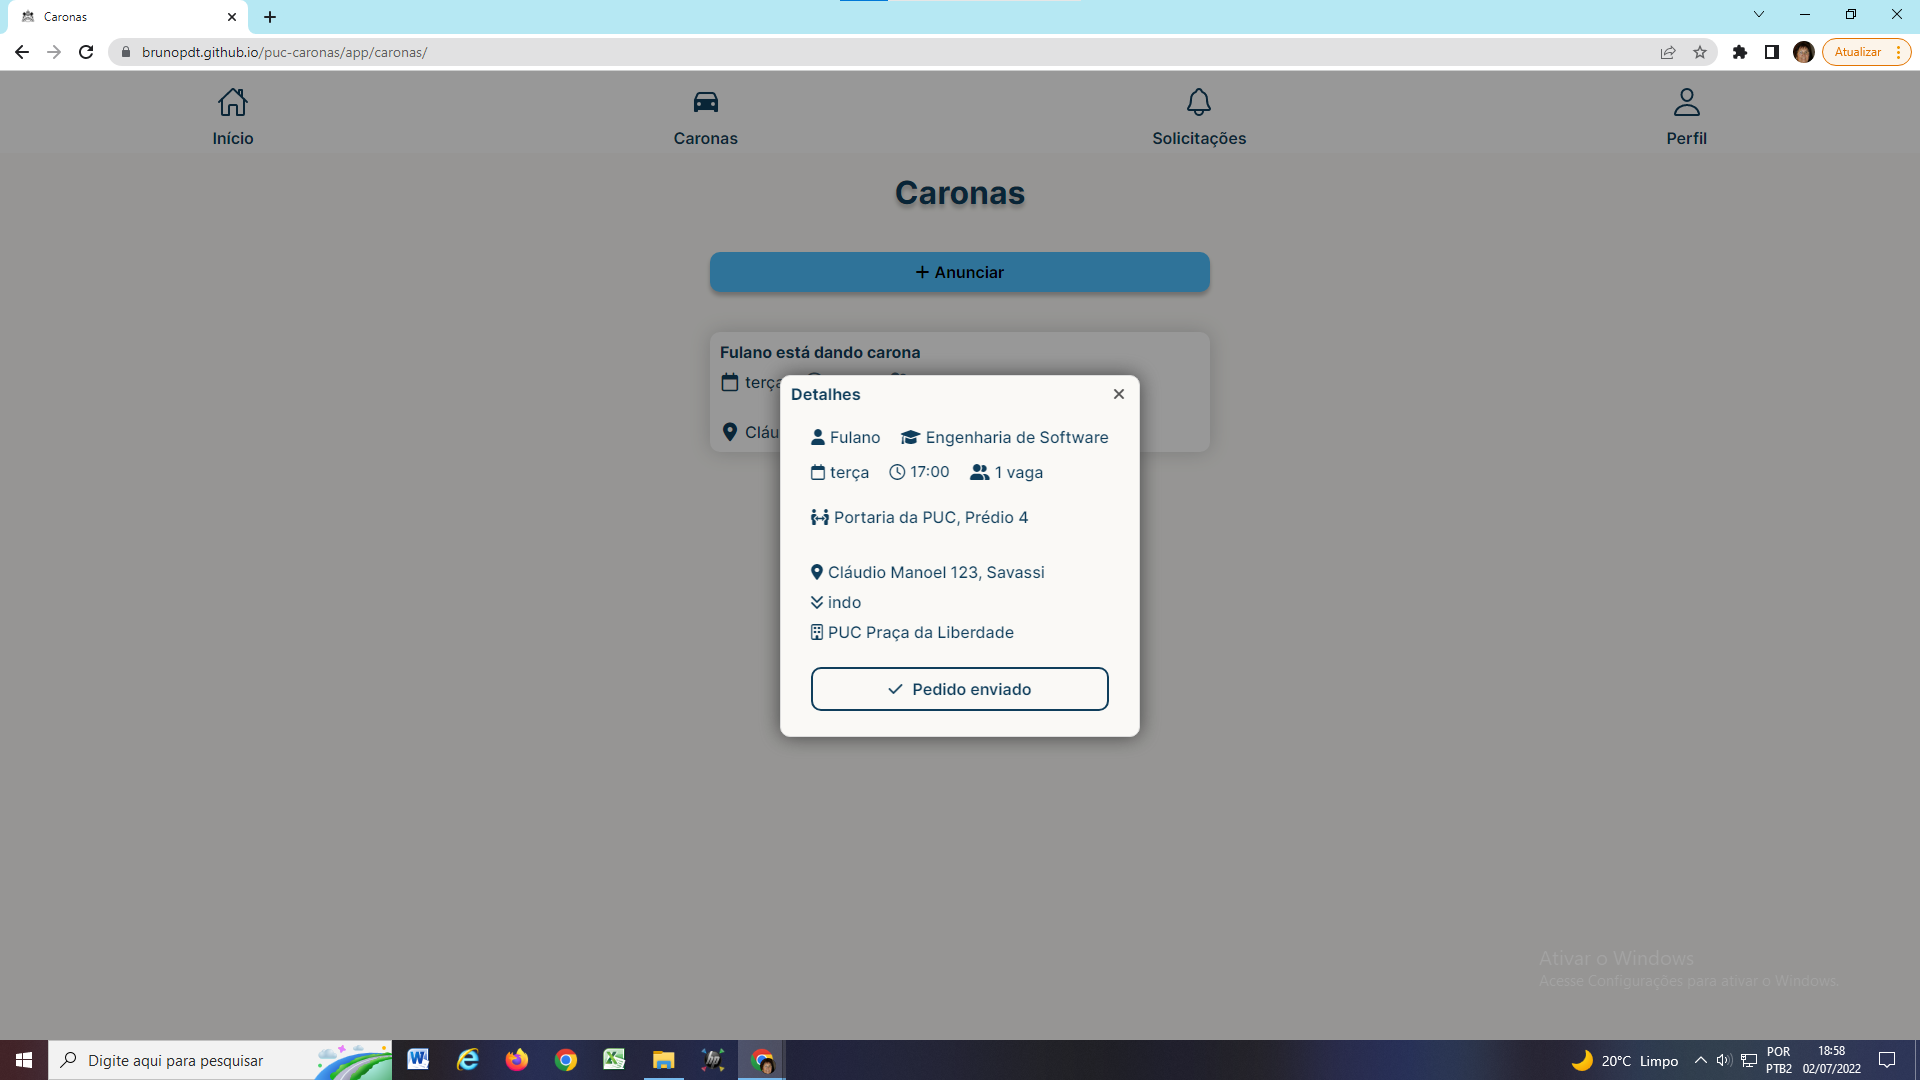 Caronas
brunopdt.github.io/puc-caronas/app/caronas/
Atualizar
Início
Caronas
Solicitações
Perfil
Caronas
+ Anunciar
Fulano está dando carona
terça
Cláu
Detalhes
Fulano Engenharia de Software
terça 17:00 1 vaga
Portaria da PUC, Prédio 4
Cláudio Manoel 123, Savassi
indo
PUC Praça da Liberdade
Pedido enviado
Ativar o Windows
Acesse Configurações para ativar o Windows.
Digite aqui para pesquisar
20°C Limpo
POR
PTB2
18:58
02/07/2022